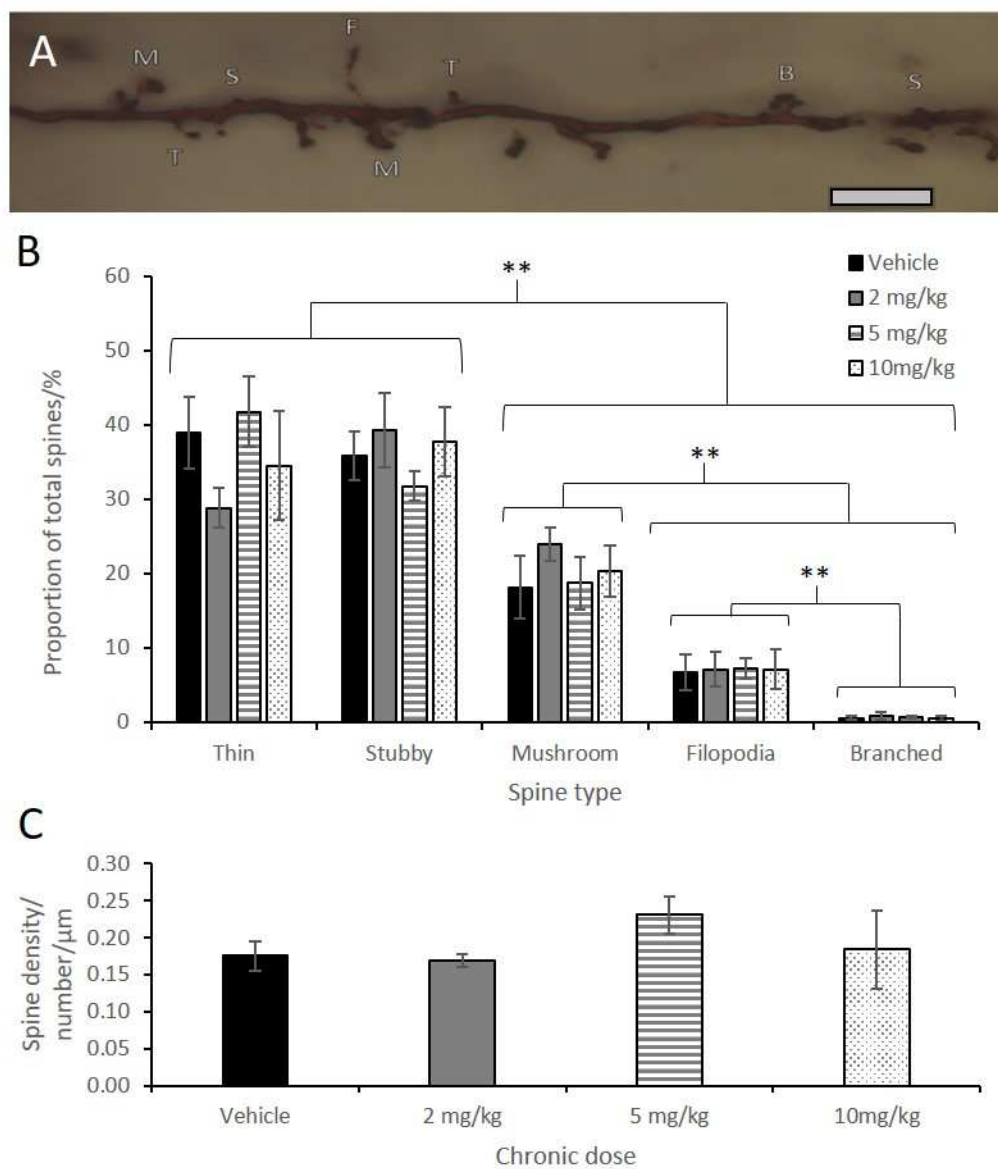 A
M S F T B S
T M
B
**
Vehicle
2 mg/kg
5 mg/kg
10mg/kg
**
**
Proportion of total spines/%
60
50
40
30
20
10
0
Thin Stubby Mushroom Filopodia Branched
Spine type
C
Spine density/
number/μm
0.30
0.25
0.20
0.15
0.10
0.05
0.00
Vehicle 2 mg/kg 5 mg/kg 10mg/kg
Chronic dose